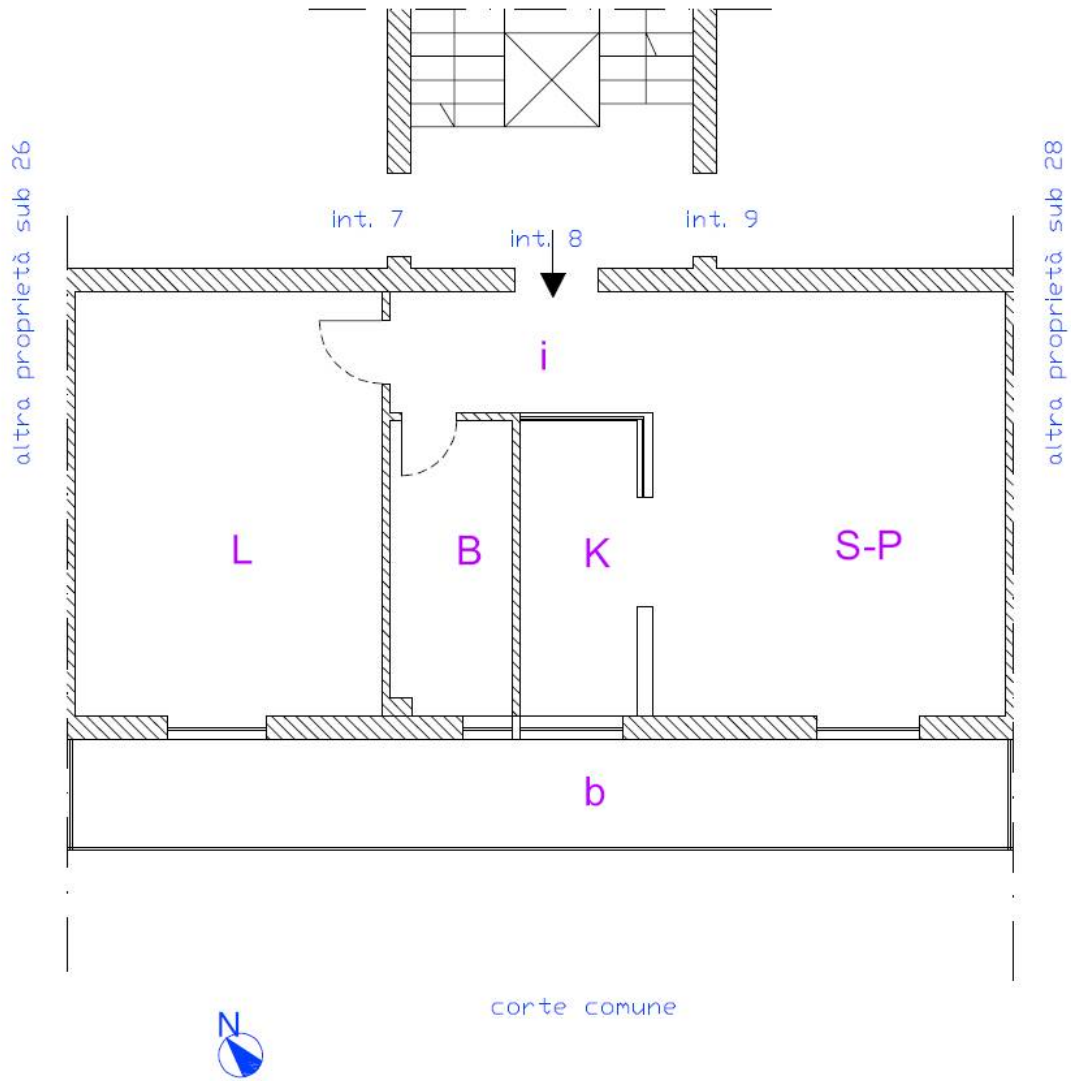 altra proprietà sub 26
altra proprietà sub 28
int. 7
int. 8
int. 9
i
L
B
K
S-P
b
corte comune
N